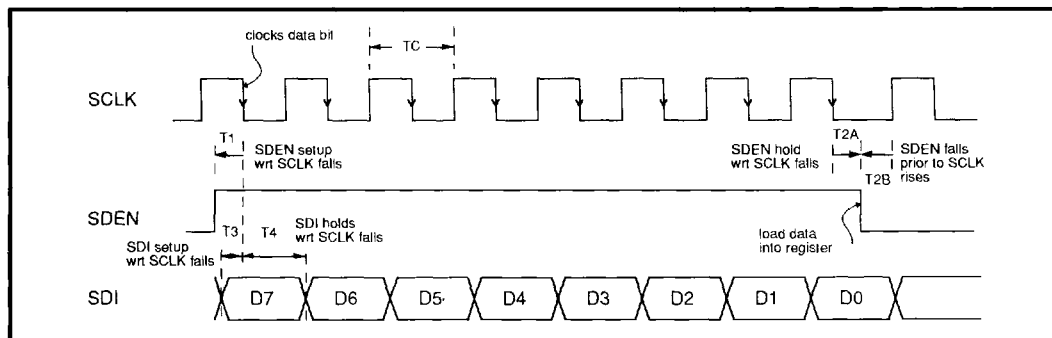 clocks data bit
TC
SCLK
T1
SDEN setup
wrt SCLK falls
SDEN hold
wrt SCLK falls
T2A
SDEN falls
prior to SCLK
rises
T2B
SDEN
T3
T4
SDI holds
wrt SCLK falls
SDI setup
wrt SCLK falls
load data
into register
SDI
D7
D6
D5
D4
D3
D2
D1
D0